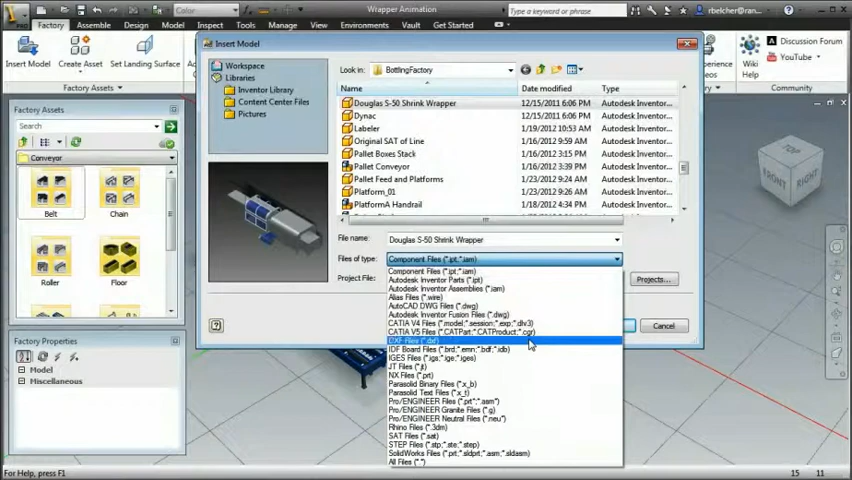 Color
Wrapper Animation
Type a keyword or phrase
rbelcher@ran...
Factory Assemble Design Model Inspect Tools Manage View Environments Vault Get Started
Insert Model
Create Asset
Set Landing Surface
Factory Assets
Discussion Forum
YouTube
Wiki Help
Community
Factory Assets
Search
Conveyor
Belt
Chain
Roller
Floor
Factory Properties
Model
Miscellaneous
Insert Model
Workspace
Libraries
Inventor Library
Content Center Files
Pictures
Look in: BottlingFactory
Name Date modified Type
Douglas S-50 Shrink Wrapper 12/15/2011 6:06 PM Autodesk Inventor...
Dynac 12/15/2011 6:06 PM Autodesk Inventor...
Labeler 1/19/2012 10:53 AM Autodesk Inventor...
Original SAT of Line 1/16/2012 9:59 AM Autodesk Inventor...
Pallet Boxes Stack 1/16/2012 3:15 PM Autodesk Inventor...
Pallet Conveyor 1/23/2012 3:39 PM Autodesk Inventor...
Pallet Feed and Platforms 1/23/2012 9:51 AM Autodesk Inventor...
Platform_01 1/23/2012 9:26 AM Autodesk Inventor...
PlatformA Handrail 1/18/2012 4:34 PM Autodesk Inventor...
File name: Douglas S-50 Shrink Wrapper
Files of type: Component Files (*.ipt;*.iam)
Project File:
Projects...
Cancel
Component Files (*.ipt;*.iam)
Autodesk Inventor Parts (*.ipt)
Autodesk Inventor Assemblies (*.iam)
Alias Files (*.wire)
AutoCAD DWG Files (*.dwg)
Autodesk Inventor Fusion Files (*.dwg)
CATIA V4 Files (*.model;*.session;*.exp;*.dlv3)
CATIA V5 Files (*.CATPart;*.CATProduct;*.cgr)
DXF Files (*.dxf)
IDF Board Files (*.brd;*.emn;*.bdf;*.idb)
IGES Files (*.igs;*.ige;*.iges)
JT Files (*.jt)
NX Files (*.prt)
Parasolid Binary Files (*.x_b)
Parasolid Text Files (*.x_t)
Pro/ENGINEER Files (*.prt*;*.asm*)
Pro/ENGINEER Granite Files (*.g)
Pro/ENGINEER Neutral Files (*.neu*)
Rhino Files (*.3dm)
SAT Files (*.sat)
STEP Files (*.stp;*.ste;*.step)
SolidWorks Files (*.prt;*.sldprt;*.asm;*.sldasm)
All Files (*.*)
TOP
FRONT
RIGHT
For Help, press F1
15 11